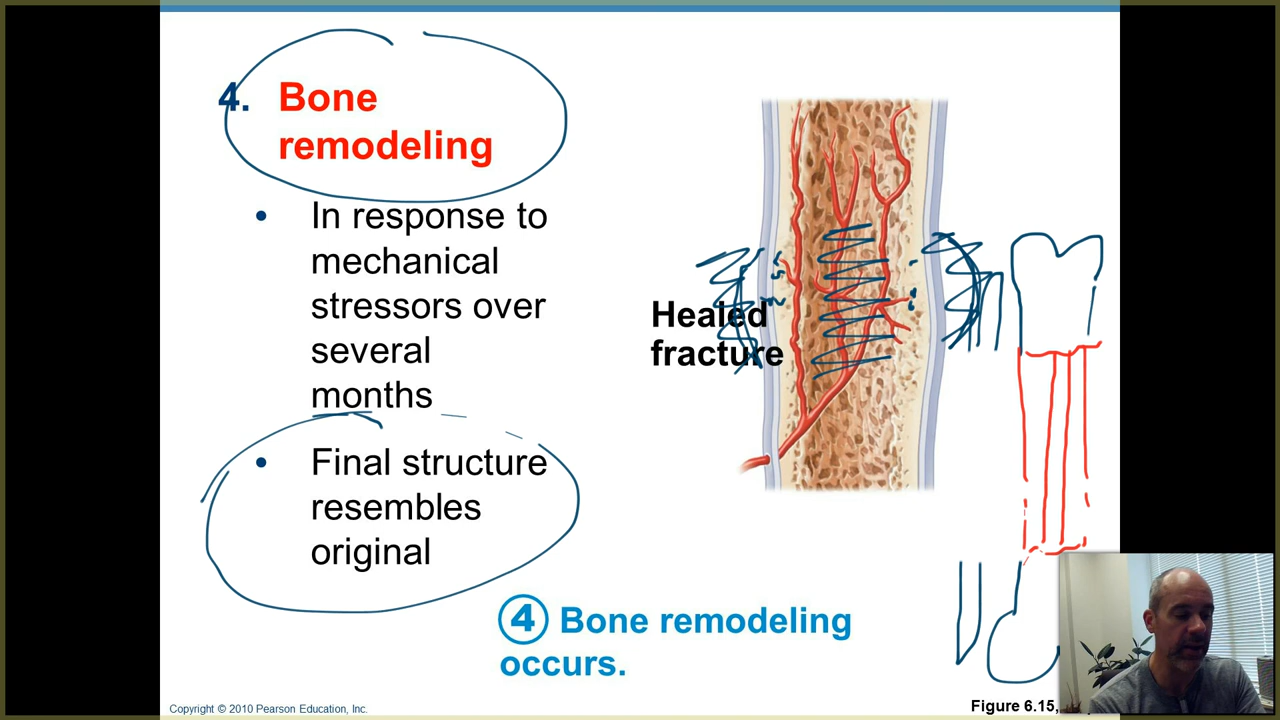 4. Bone
remodeling
• In response to
mechanical
stressors over
several
months
• Final structure
resembles
original
Healed
fracture
4 Bone remodeling
occurs.
Copyright © 2010 Pearson Education, Inc.
Figure 6.15,